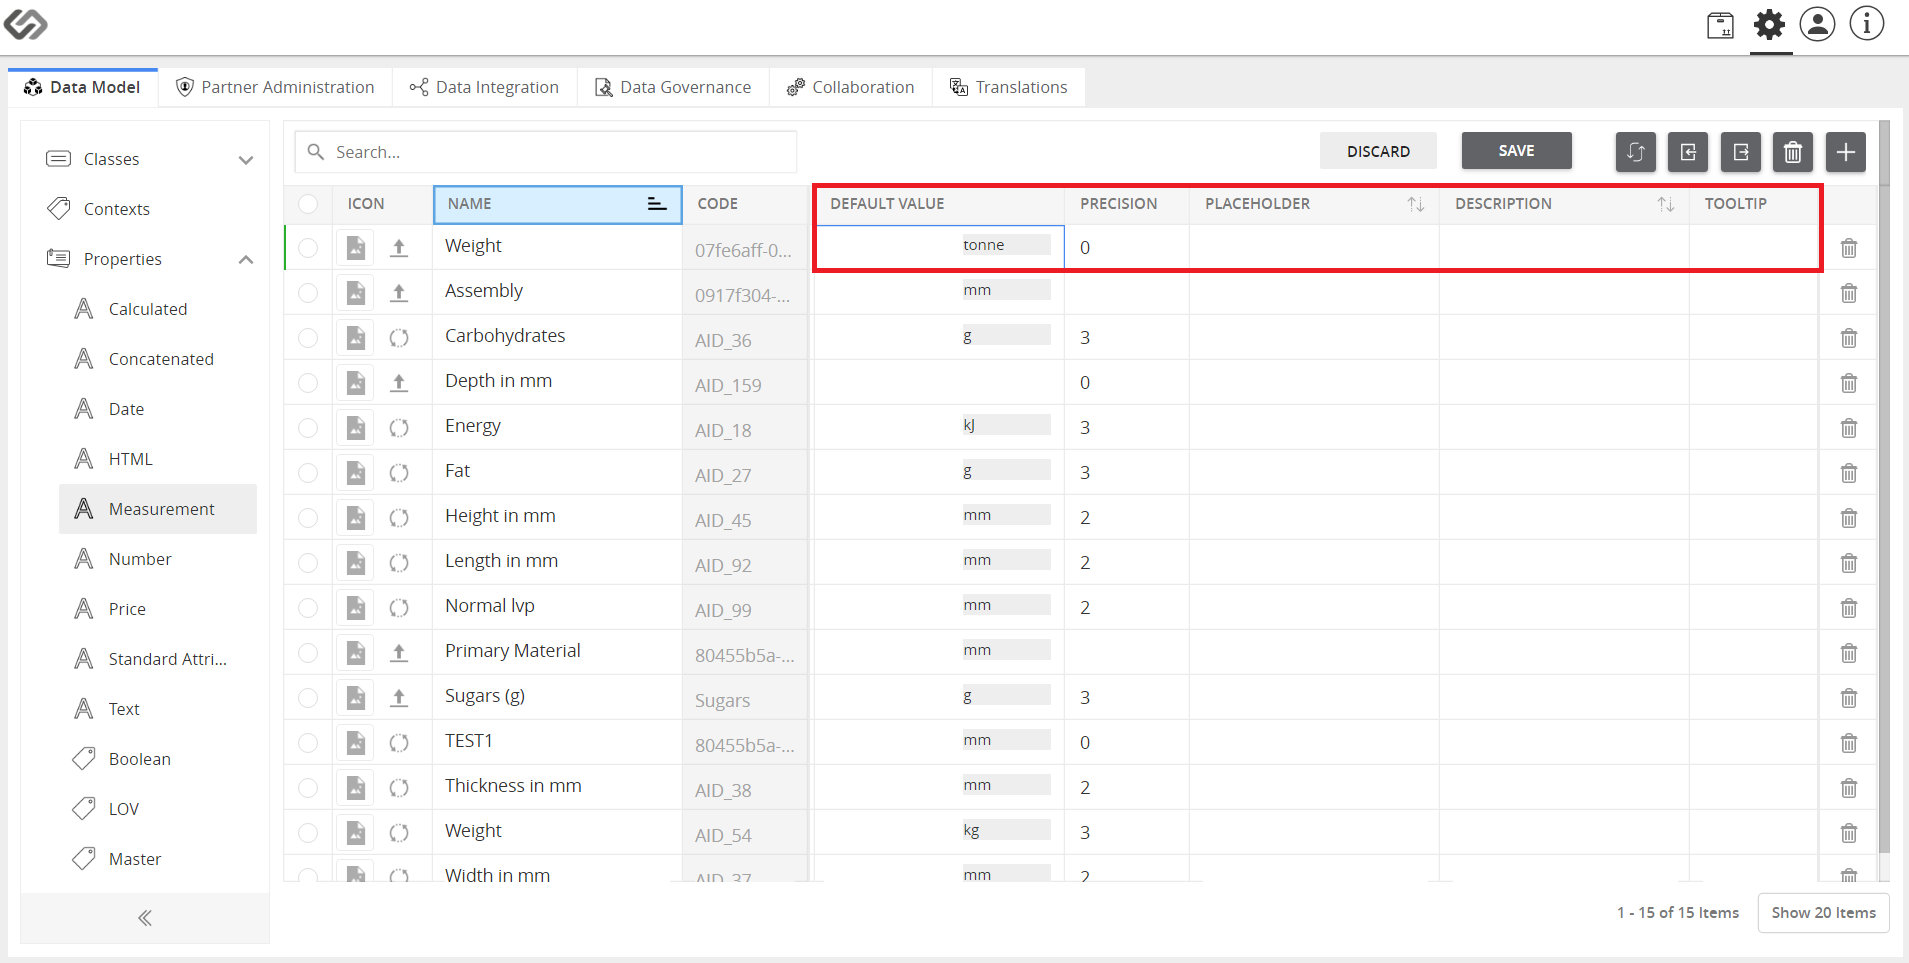 Data Model Partner Administration Data Integration Data Governance Collaboration Translations
Classes
Contexts
Properties
Calculated
Concatenated
Date
HTML
Measurement
Number
Price
Standard Attri...
Text
Boolean
LOV
Master
Search... DISCARD SAVE
ICON NAME CODE DEFAULT VALUE PRECISION PLACEHOLDER DESCRIPTION TOOLTIP
Weight 07fe6aff-0... tonne 0
Assembly 0917f304-... mm
Carbohydrates AID_36 g 3
Depth in mm AID_159 0
Energy AID_18 kJ 3
Fat AID_27 g 3
Height in mm AID_45 mm 2
Length in mm AID_92 mm 2
Normal lvp AID_99 mm 2
Primary Material 80455b5a-... mm
Sugars (g) Sugars g 3
TEST1 80455b5a-... mm 0
Thickness in mm AID_38 mm 2
Weight AID_54 kg 3
Width in mm AID_37 mm 2
1 - 15 of 15 Items Show 20 Items